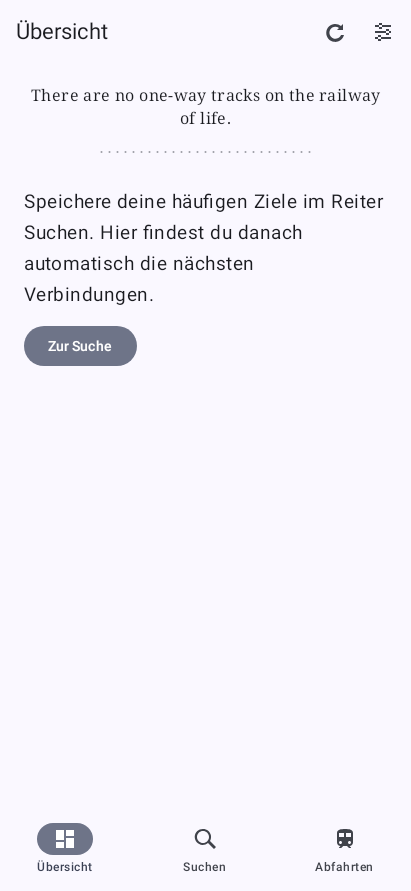 Übersicht
There are no one-way tracks on the railway
of life.
Speichere deine häufigen Ziele im Reiter
Suchen. Hier findest du danach
automatisch die nächsten
Verbindungen.
Zur Suche
Übersicht
Suchen
Abfahrten